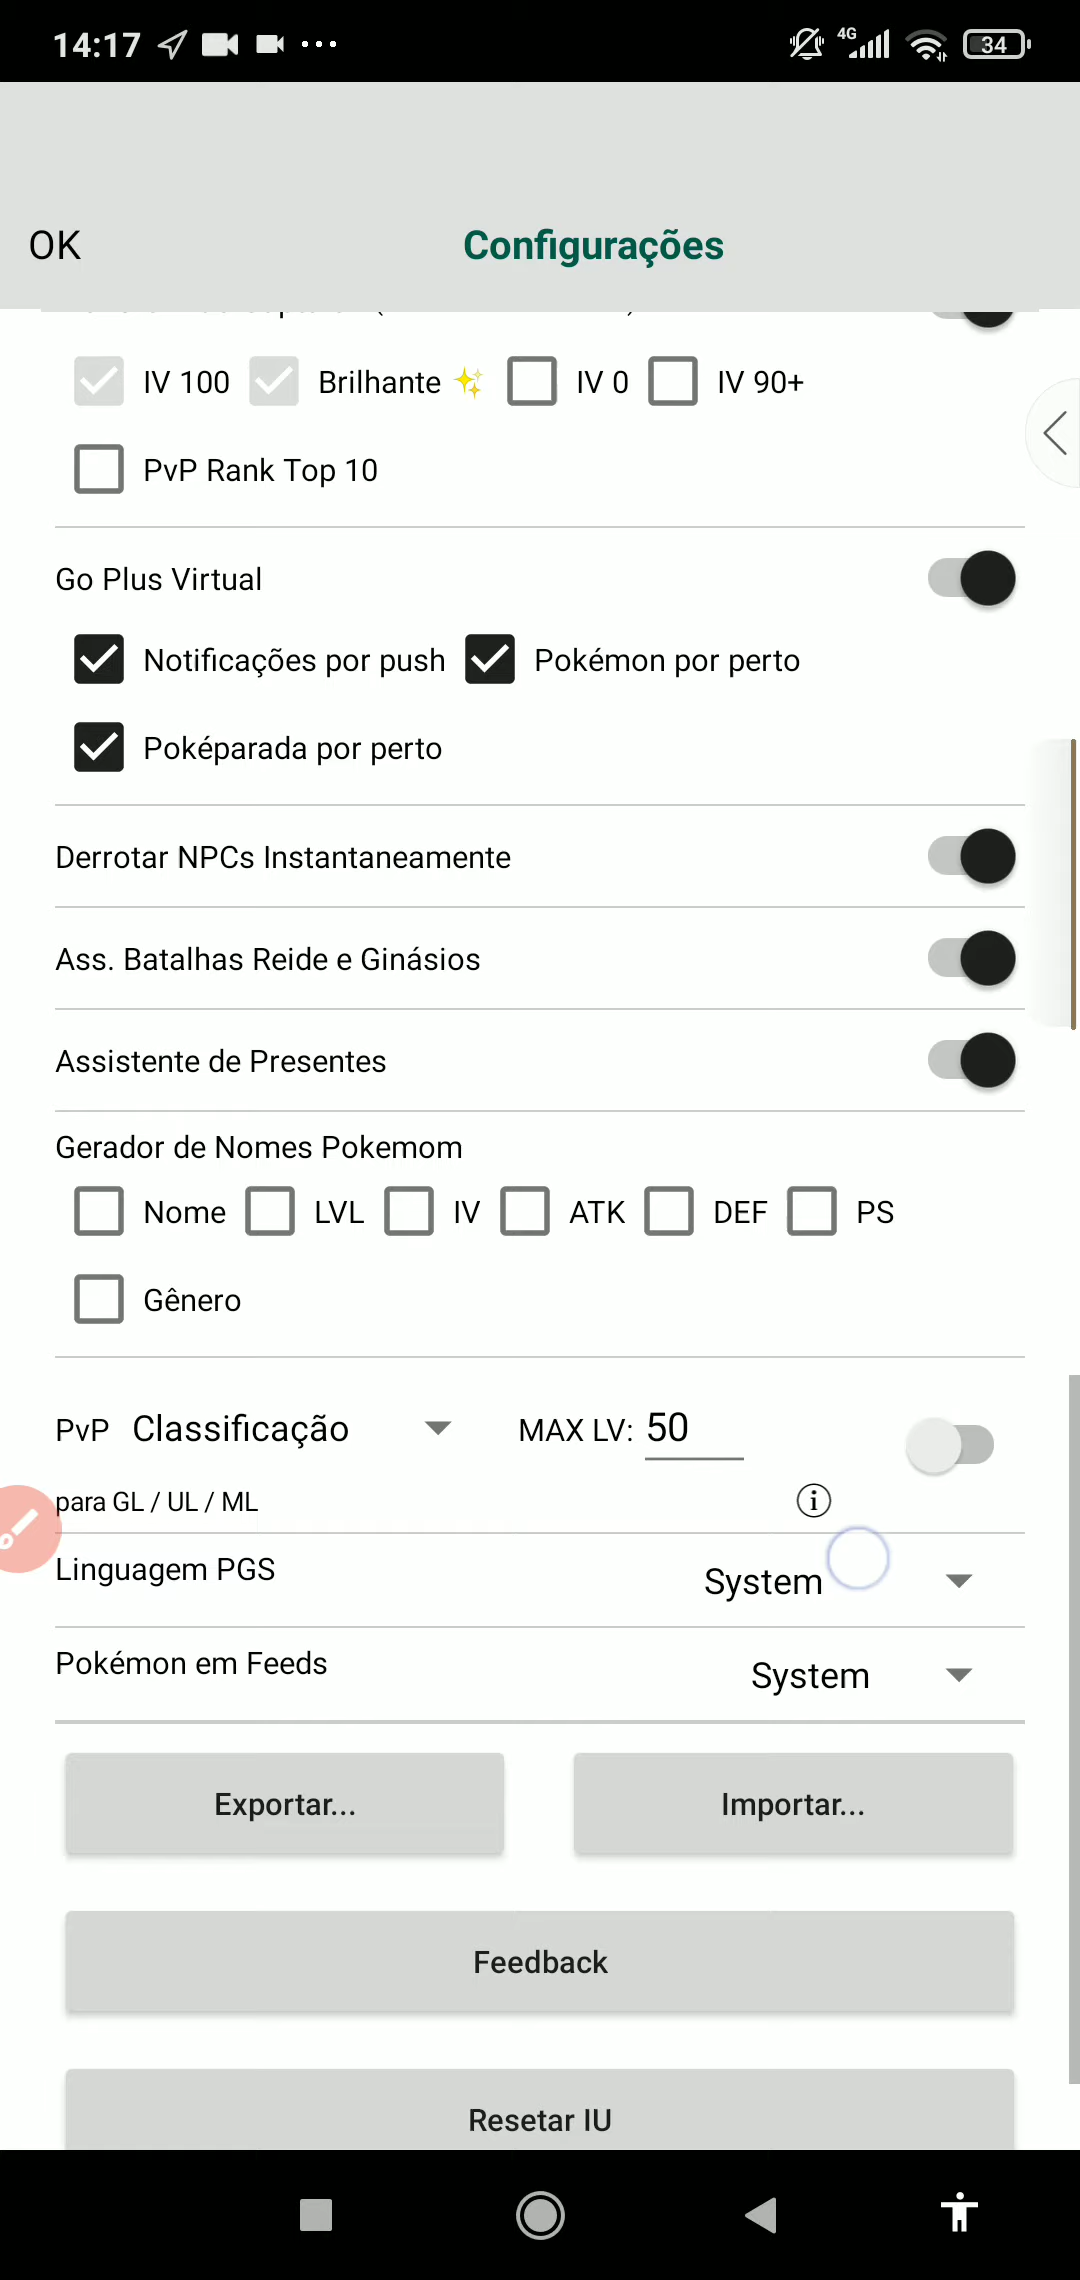 14:17 4G 34
OK Configurações
IV 100 Brilhante IV 0 IV 90+
PvP Rank Top 10
Go Plus Virtual
Notificações por push Pokémon por perto
Poképarada por perto
Derrotar NPCs Instantaneamente
Ass. Batalhas Reide e Ginásios
Assistente de Presentes
Gerador de Nomes Pokemom
Nome LVL IV ATK DEF PS
Gênero
PvP Classificação MAX LV: 50
para GL / UL / ML
Linguagem PGS System
Pokémon em Feeds System
Exportar... Importar...
Feedback
Resetar IU